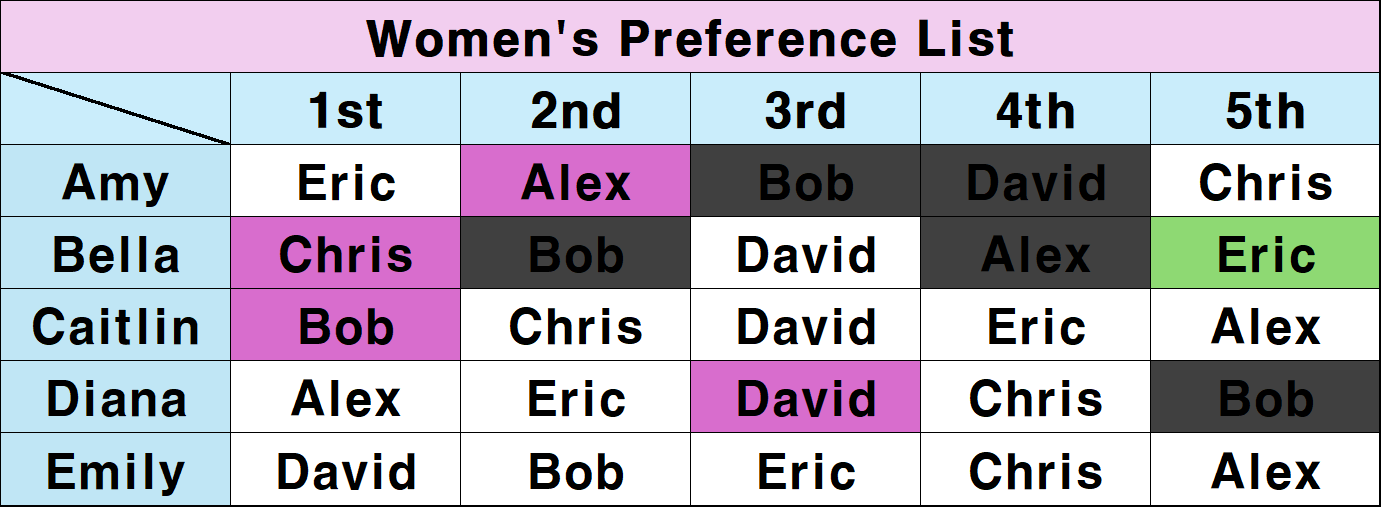 Women's Preference List
1st 2nd 3rd 4th 5th
Amy Eric Alex Bob David Chris
Bella Chris Bob David Alex Eric
Caitlin Bob Chris David Eric Alex
Diana Alex Eric David Chris Bob
Emily David Bob Eric Chris Alex